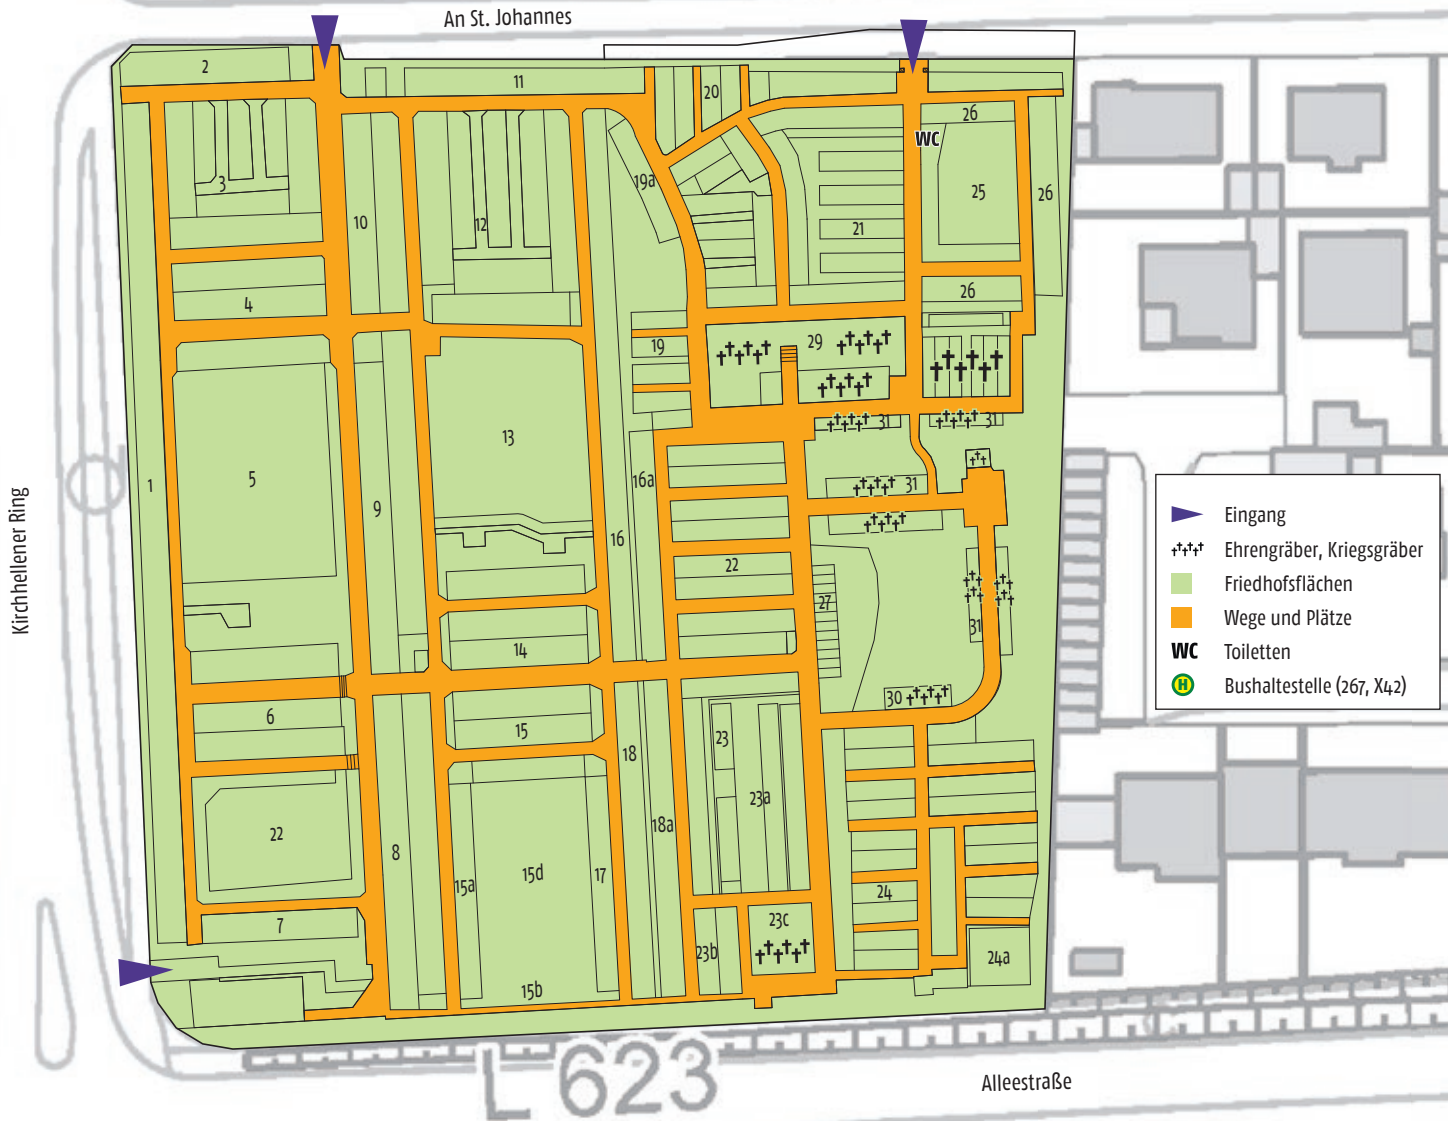 An St. Johannes
2
11
20
26
WC
3
19a
25
26
10
12
21
4
26
19
29
31
31
13
1
5
16a
31
9
16
22
27
14
31
6
30
15
23
18
23a
22
8
18a
15a
15d
17
24
7
23c
23b
24a
15b
Kirchhellener Ring
Eingang
Ehrengräber, Kriegsgräber
Friedhofsflächen
Wege und Plätze
WC Toiletten
H Bushaltestelle (267, X42)
L 623
Alleestraße